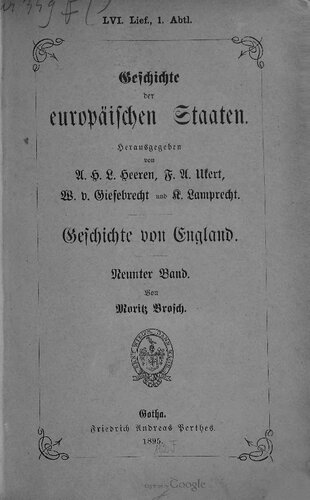 LVI. Lief., 1. Abtl.
Geschichte
der
europäischen Staaten.
Herausgegeben
von
A. H. L. Heeren, F. A. Ukert,
W. v. Giesebrecht und K. Lamprecht.
Geschichte von England.
Neunter Band.
Von
Moritz Brosch.
Gotha.
Friedrich Andreas Perthes.
1895.
Google